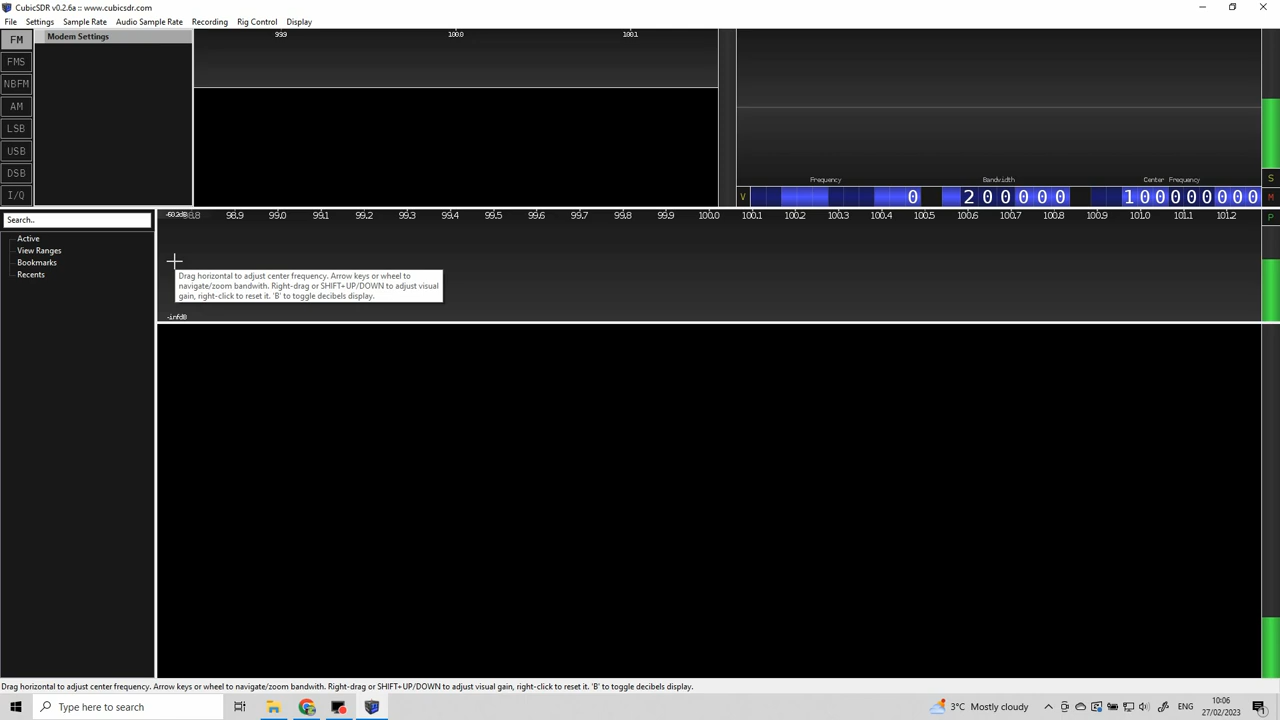 CubicSDR v0.2.6a :: www.cubicsdr.com
File Settings Sample Rate Audio Sample Rate Recording Rig Control Display
FM
FMS
NBFM
AM
LSB
USB
DSB
I/Q
Modem Settings
99.9 100.0 100.1
Frequency Bandwidth Center Frequency
V 0 200000 100000000
S
M
P
Search..
Active
View Ranges
Bookmarks
Recents
98.9 99.0 99.1 99.2 99.3 99.4 99.5 99.6 99.7 99.8 99.9 100.1 100.2 100.3 100.4 100.5 100.6 100.7 100.8 100.9 101.0 101.1 101.2
Drag horizontal to adjust center frequency. Arrow keys or wheel to
navigate/zoom bandwith. Right-drag or SHIFT+UP/DOWN to adjust visual
gain, right-click to reset it. 'B' to toggle decibels display.
-infdB
Drag horizontal to adjust center frequency. Arrow keys or wheel to navigate/zoom bandwith. Right-drag or SHIFT+UP/DOWN to adjust visual gain, right-click to reset it. 'B' to toggle decibels display.
Type here to search
3°C Mostly cloudy
ENG
10:06
27/02/2023
1